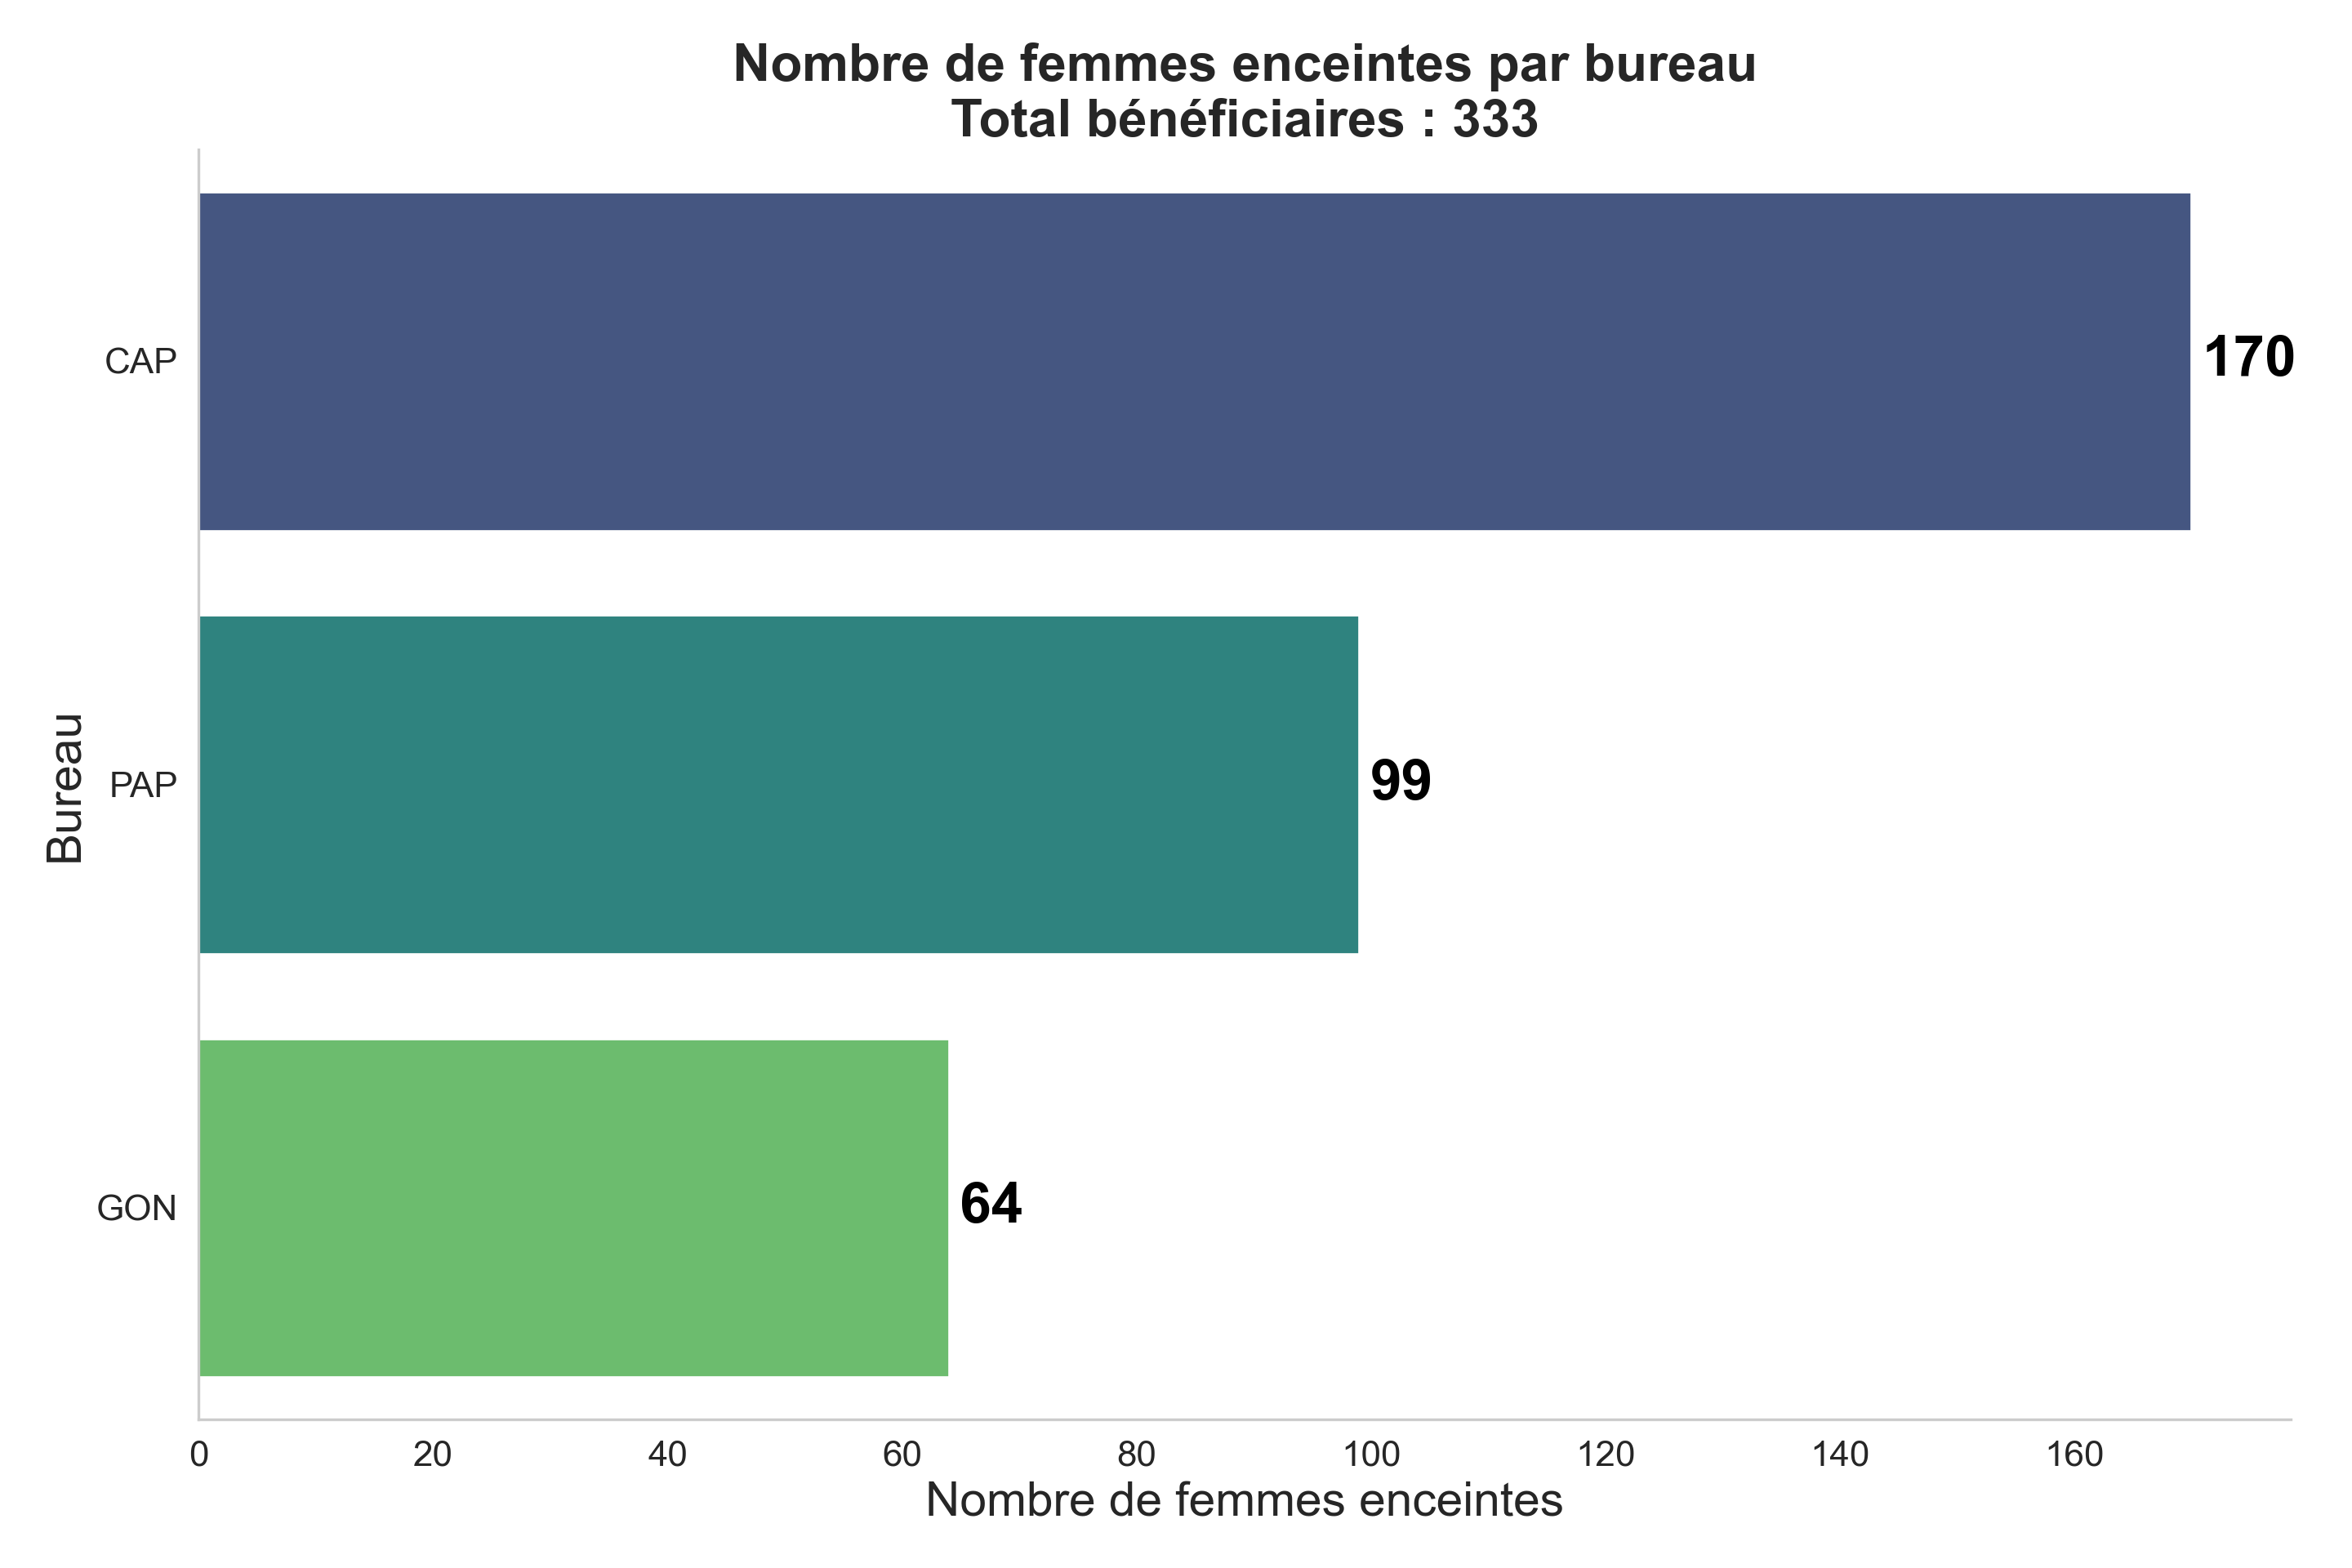 Nombre de femmes enceintes par bureau
Total bénéficiaires : 333
CAP
170
PAP
99
GON
64
Bureau
0 20 40 60 80 100 120 140 160
Nombre de femmes enceintes